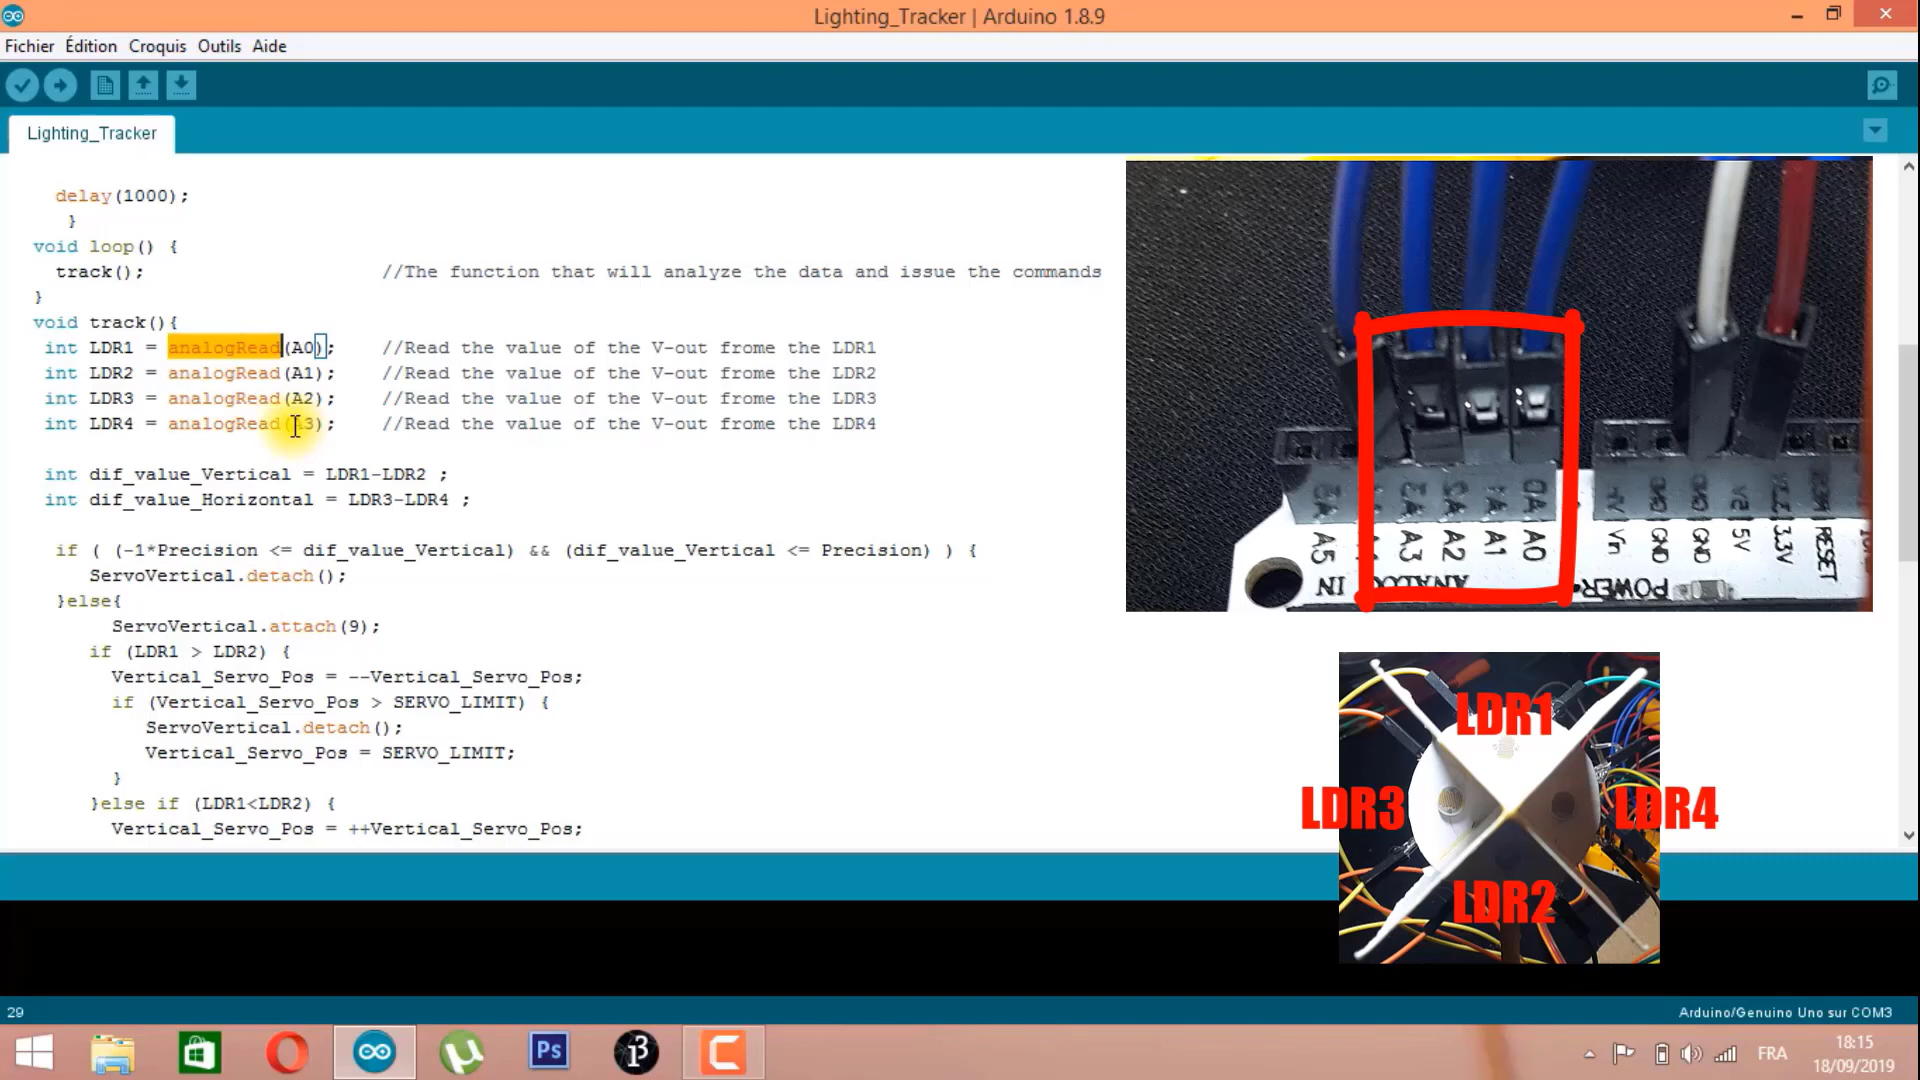 Lighting_Tracker | Arduino 1.8.9
Fichier Édition Croquis Outils Aide
Lighting_Tracker
delay(1000);
}
void loop() {
track(); //The function that will analyze the data and issue the commands
}
void track(){
int LDR1 = analogRead(A0); //Read the value of the V-out frome the LDR1
int LDR2 = analogRead(A1); //Read the value of the V-out frome the LDR2
int LDR3 = analogRead(A2); //Read the value of the V-out frome the LDR3
int LDR4 = analogRead(A3); //Read the value of the V-out frome the LDR4
int dif_value_Vertical = LDR1-LDR2 ;
int dif_value_Horizontal = LDR3-LDR4 ;
if ( (-1*Precision <= dif_value_Vertical) && (dif_value_Vertical <= Precision) ) {
ServoVertical.detach();
}else{
ServoVertical.attach(9);
if (LDR1 > LDR2) {
Vertical_Servo_Pos = --Vertical_Servo_Pos;
if (Vertical_Servo_Pos > SERVO_LIMIT) {
ServoVertical.detach();
Vertical_Servo_Pos = SERVO_LIMIT;
}
}else if (LDR1<LDR2) {
Vertical_Servo_Pos = ++Vertical_Servo_Pos;
A5 A3 A2 A1 A0 Vn GND GND 5V 3.3V RESET
IN ANALOG POWER
LDR1
LDR3 LDR4
LDR2
29
Arduino/Genuino Uno sur COM3
Ps
FRA
18:15
18/09/2019